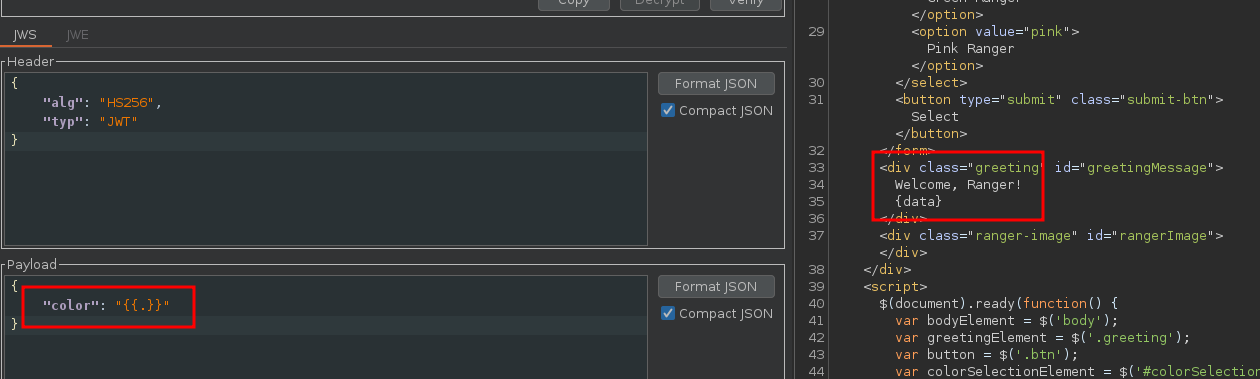 Copy Decrypt Verify
JWS JWE
Header
{
"alg": "HS256",
"typ": "JWT"
}
Format JSON
Compact JSON
Payload
{
"color": "{{.}}"
}
Format JSON
Compact JSON
Green Ranger
</option>
29 <option value="pink">
Pink Ranger
</option>
30 </select>
31 <button type="submit" class="submit-btn">
Select
</button>
32 </form>
33 <div class="greeting" id="greetingMessage">
34 Welcome, Ranger!
35 {data}
36 </div>
37 <div class="ranger-image" id="rangerImage">
</div>
38 </div>
39 <script>
40 $(document).ready(function() {
41 var bodyElement = $('body');
42 var greetingElement = $('.greeting');
43 var button = $('.btn');
44 var colorSelectionElement = $('#colorSelection